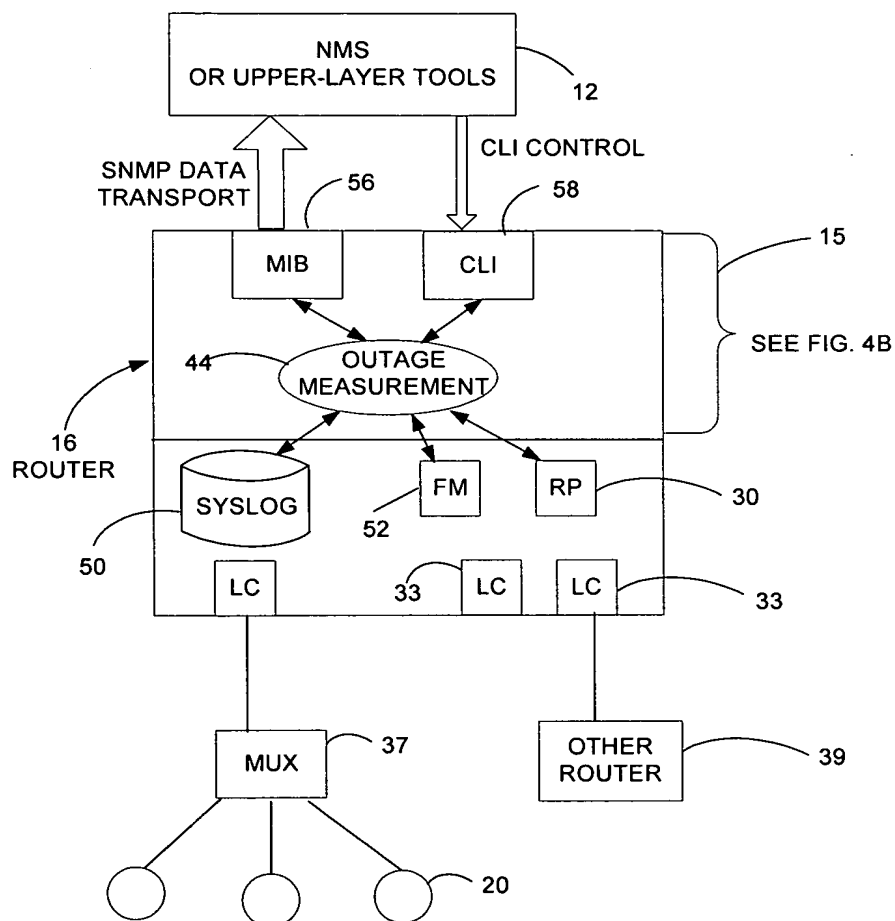 NMS
OR UPPER-LAYER TOOLS
12
SNMP DATA
TRANSPORT
CLI CONTROL
56
58
15
MIB
CLI
SEE FIG. 4B
44
OUTAGE
MEASUREMENT
16
ROUTER
SYSLOG
FM
RP
30
52
50
LC
33
LC
LC
33
MUX
37
OTHER
ROUTER
39
20